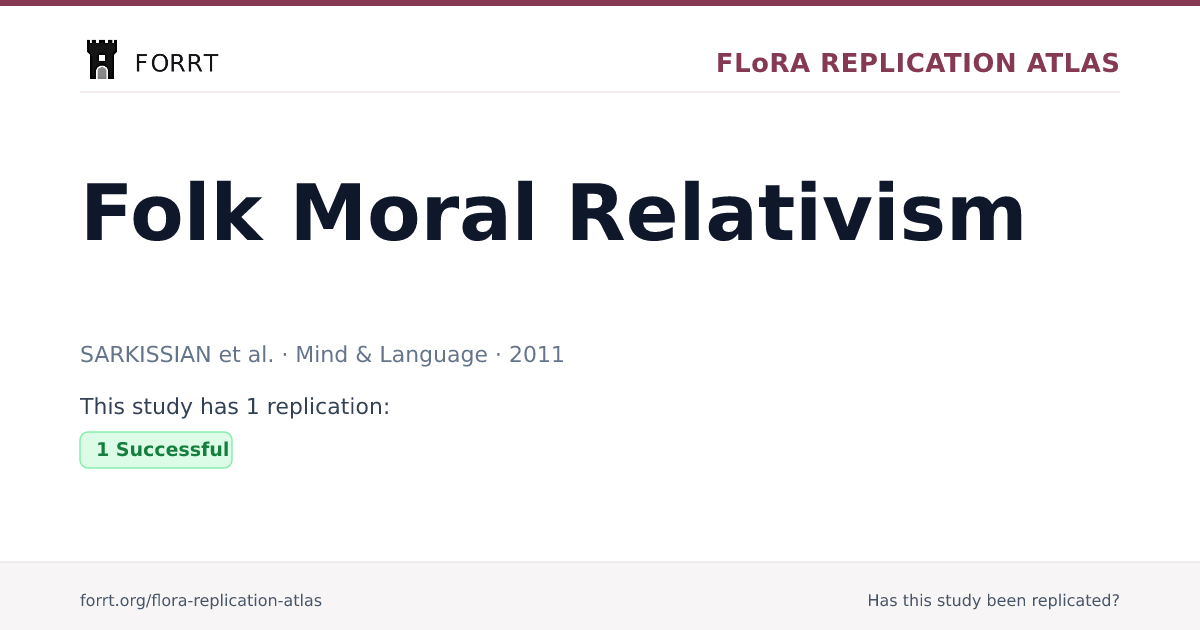 FORRT
FLoRA REPLICATION ATLAS
Folk Moral Relativism
SARKISSIAN et al. · Mind & Language · 2011
This study has 1 replication:
1 Successful
forrt.org/flora-replication-atlas
Has this study been replicated?